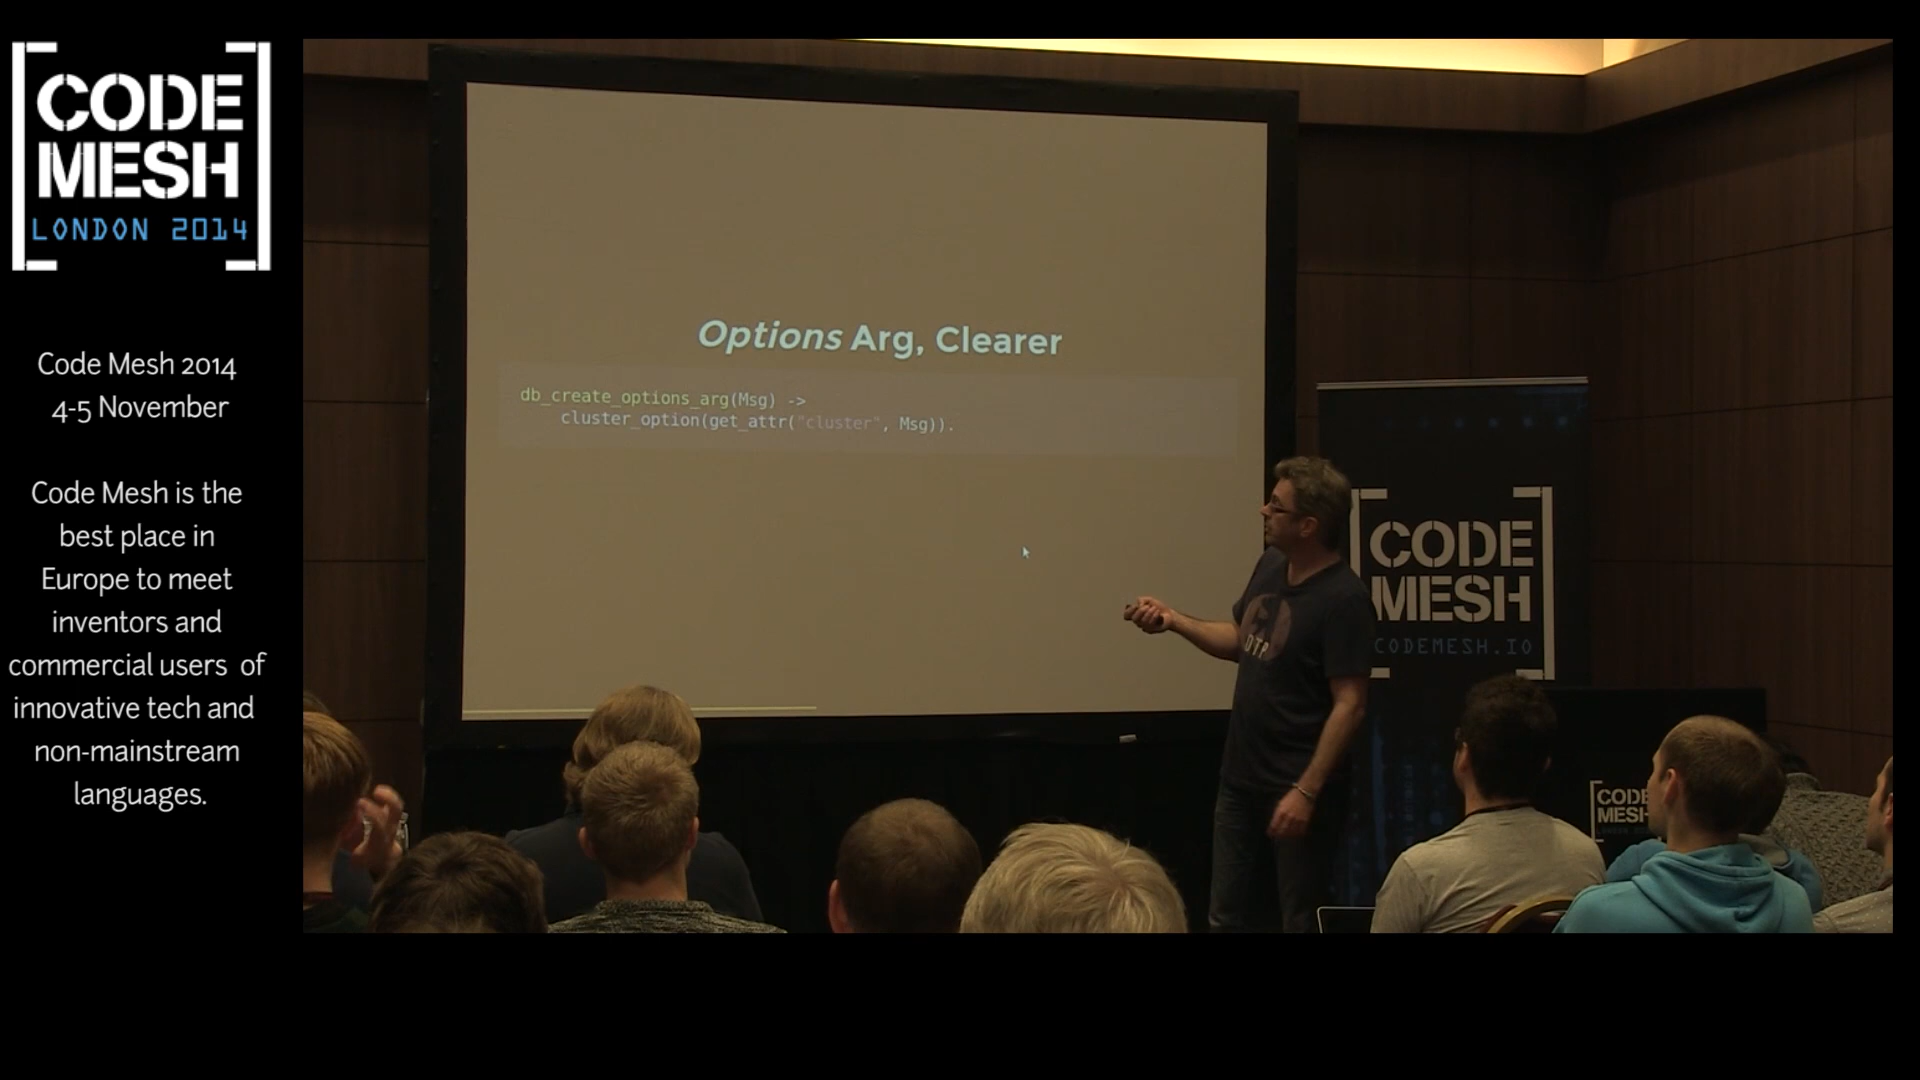 CODE
MESH
LONDON 2014
Code Mesh 2014
4-5 November
Code Mesh is the
best place in
Europe to meet
inventors and
commercial users of
innovative tech and
non-mainstream
languages.
Options Arg, Clearer
db_create_options_arg(Msg) ->
cluster_option(get_attr("cluster", Msg)).
DTP
CODE
MESH
CODEMESH.IO
CODE
MESH